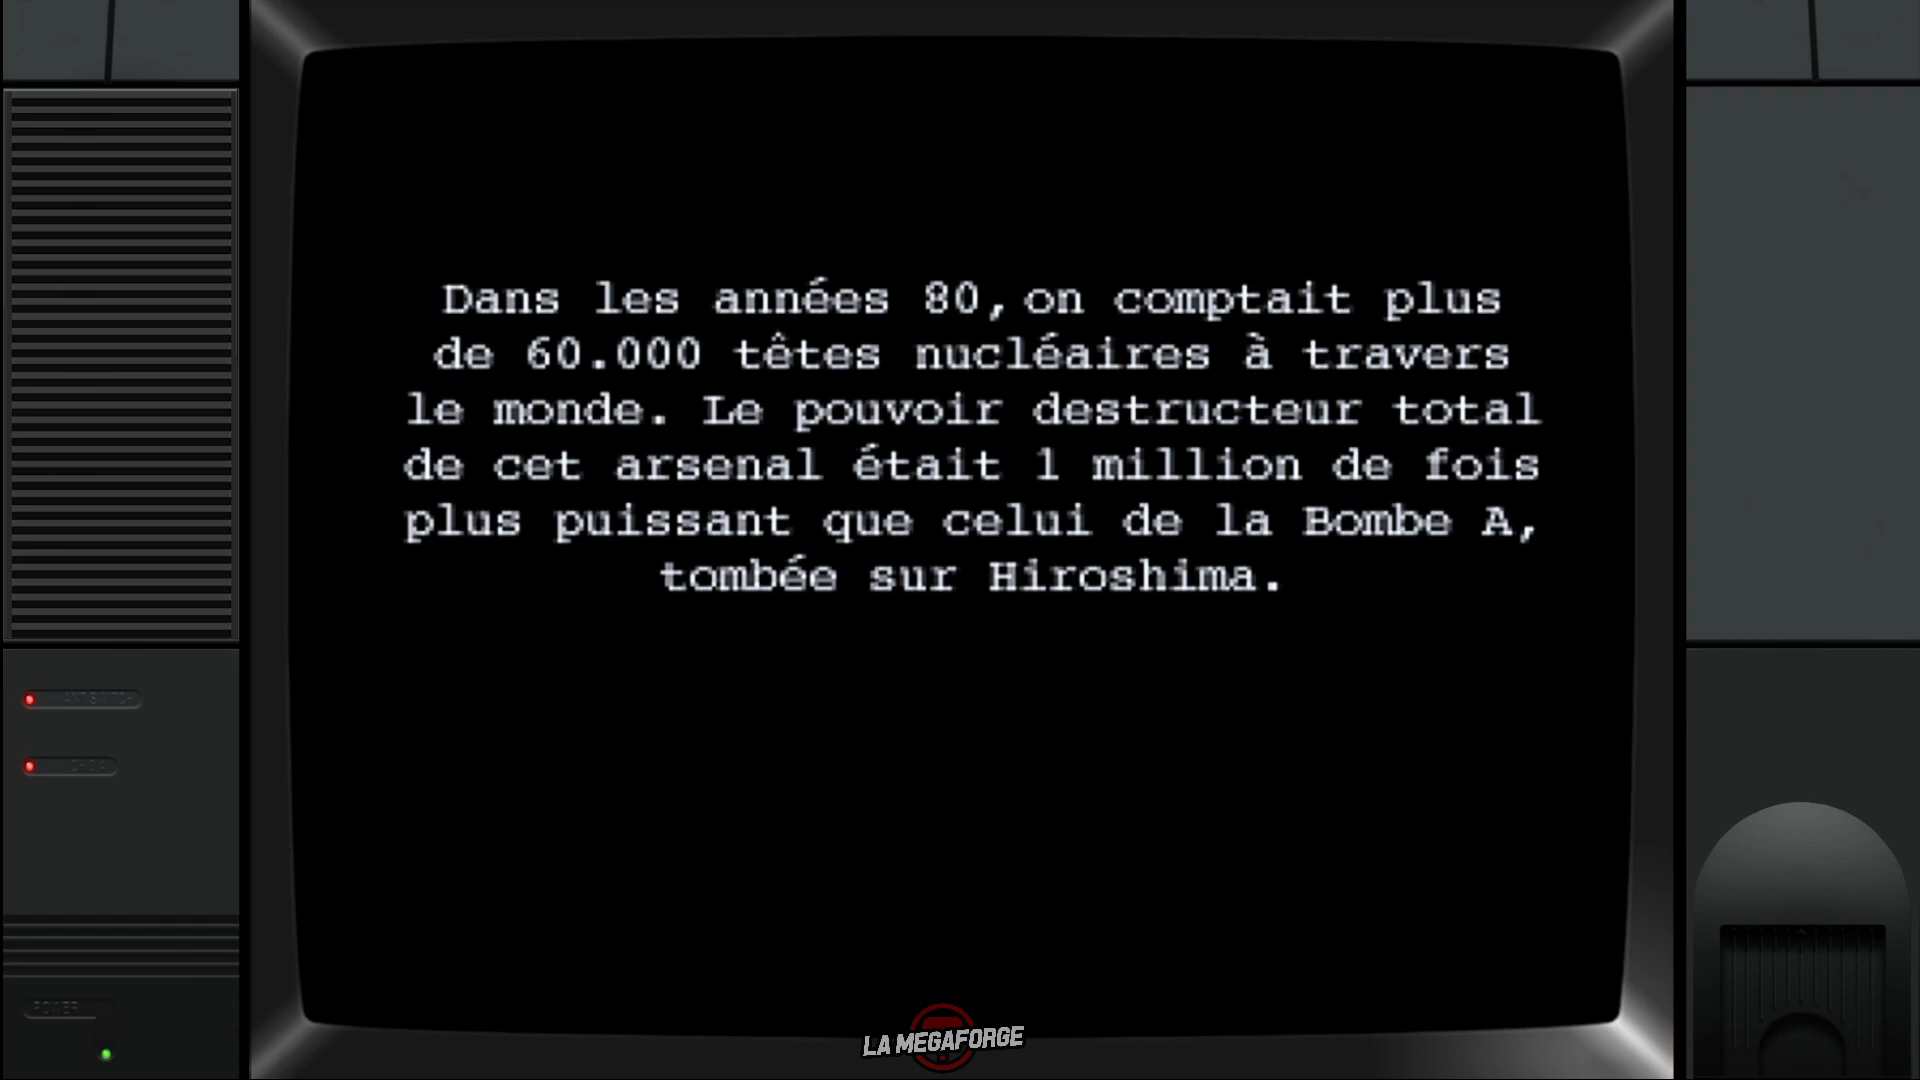 Dans les années 80, on comptait plus
de 60.000 têtes nucléaires à travers
le monde. Le pouvoir destructeur total
de cet arsenal était 1 million de fois
plus puissant que celui de la Bombe A,
tombée sur Hiroshima.
POWER
LA MEGAFORGE